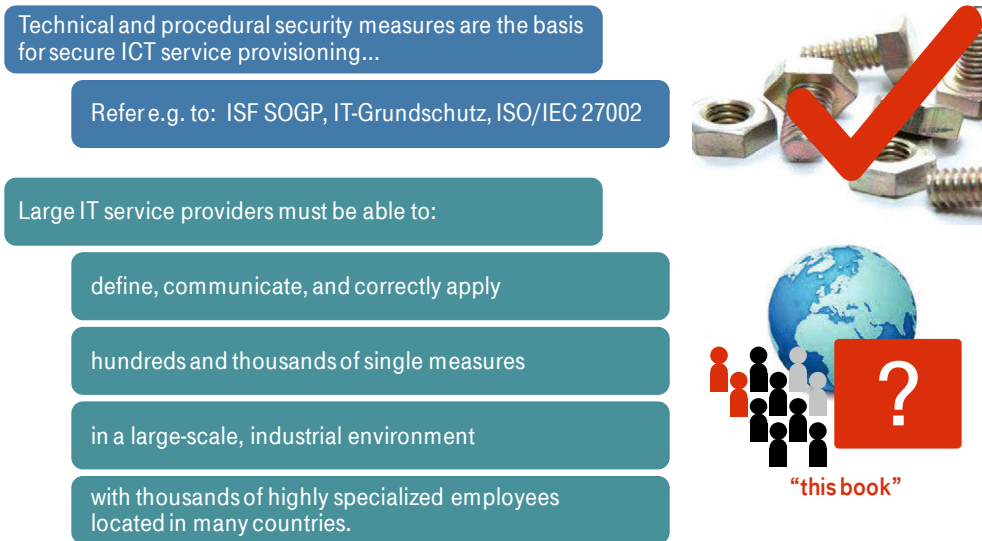 Technical and procedural security measures are the basis
for secure ICT service provisioning...
Refer e.g. to: ISF SOGP, IT-Grundschutz, ISO/IEC 27002
Large IT service providers must be able to:
define, communicate, and correctly apply
hundreds and thousands of single measures
in a large-scale, industrial environment
with thousands of highly specialized employees
located in many countries.
?
“this book”